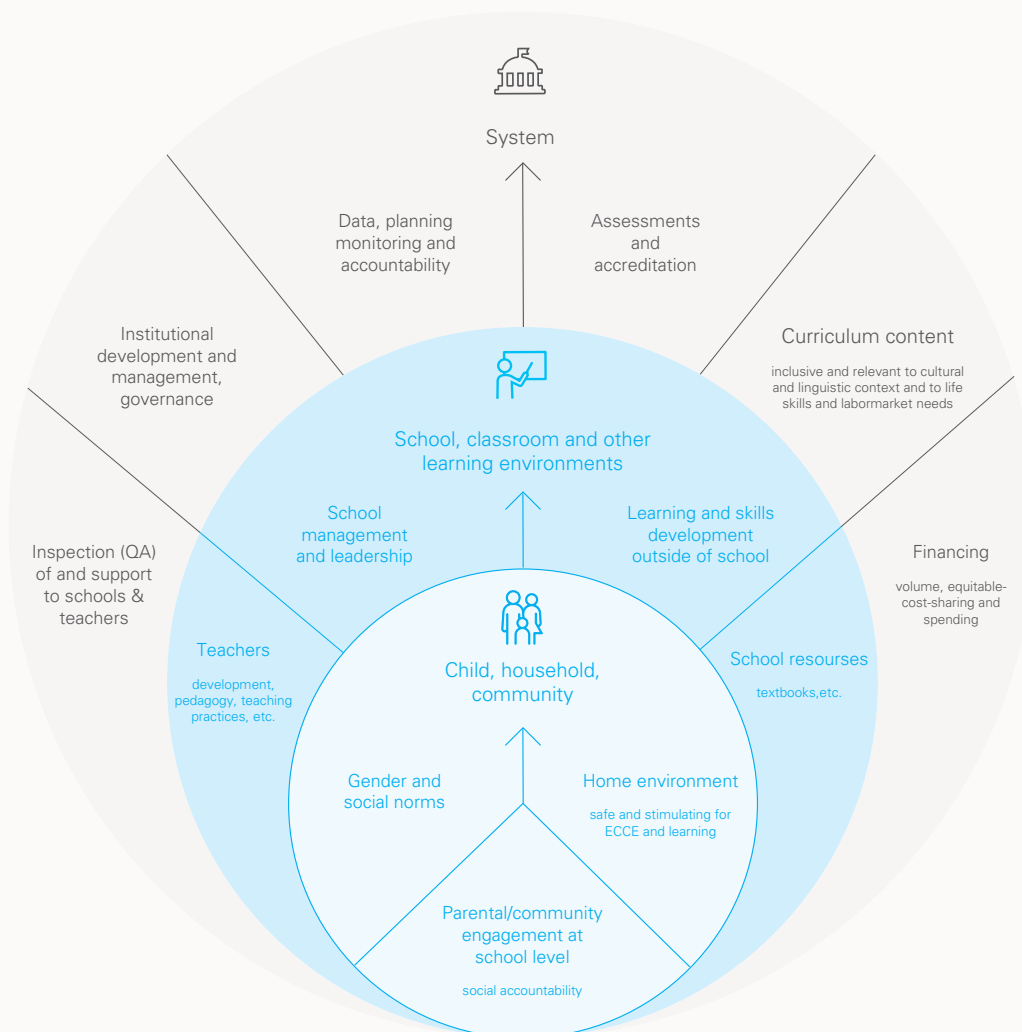 System
Data, planning
monitoring and
accountability
Assessments
and
accreditation
Institutional
development and
management,
governance
Curriculum content
inclusive and relevant to cultural
and linguistic context and to life
skills and labormarket needs
Inspection (QA)
of and support
to schools &
teachers
Financing
volume, equitable-
cost-sharing and
spending
School, classroom and other
learning environments
School
management
and leadership
Learning and skills
development
outside of school
Teachers
development,
pedagogy, teaching
practices, etc.
School resourses
textbooks,etc.
Child, household,
community
Gender and
social norms
Home environment
safe and stimulating for
ECCE and learning
Parental/community
engagement at
school level
social accountability